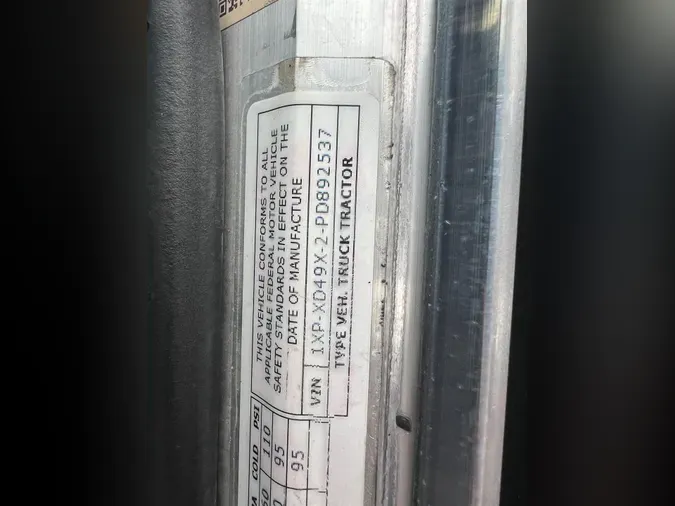 THIS VEHICLE CONFORMS TO ALL
APPLICABLE FEDERAL MOTOR VEHICLE
SAFETY STANDARDS IN EFFECT ON THE
DATE OF MANUFACTURE
VIN 1XP-XD49X-2-PD892537
TYPE VEH. TRUCK TRACTOR
COLD PSI
110
95
95